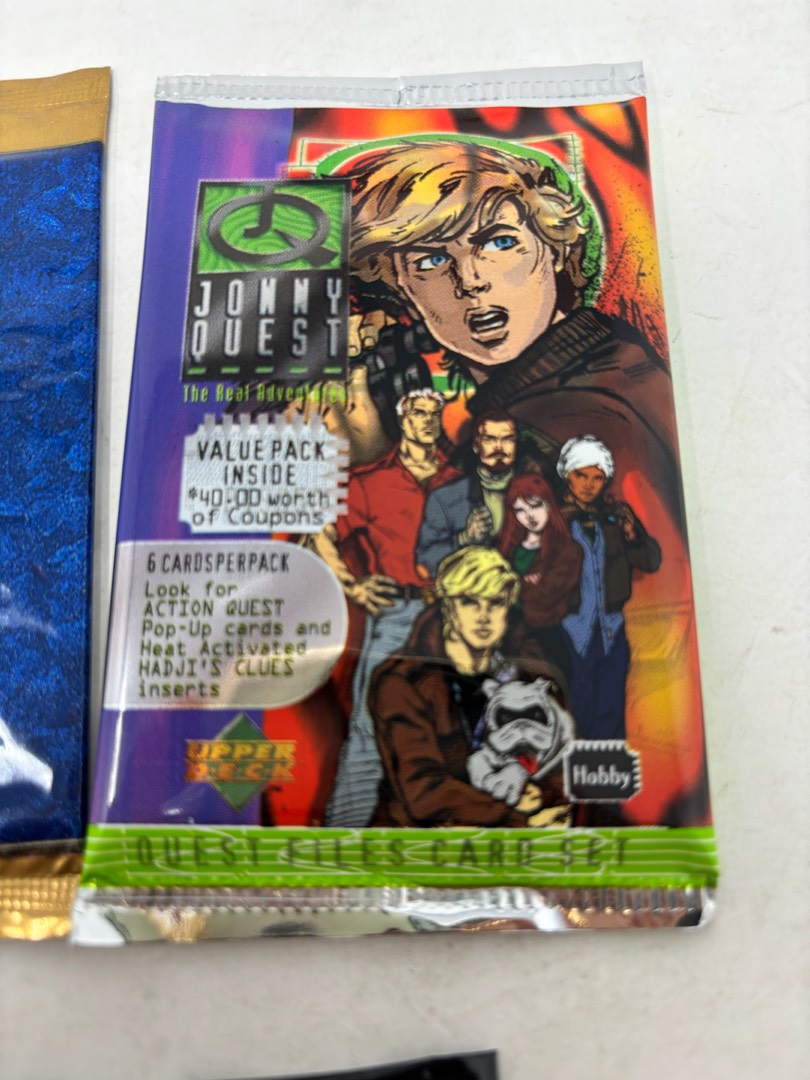 JQ
JONNY
QUEST
The Real Adventures
VALUE PACK
INSIDE
$40.00 worth
of Coupons
6 CARDS PER PACK
Look for
ACTION QUEST
Pop-Up cards and
Heat Activated
HADJI'S CLUES
inserts
UPPER
DECK
Hobby
QUEST FILES CARD SET